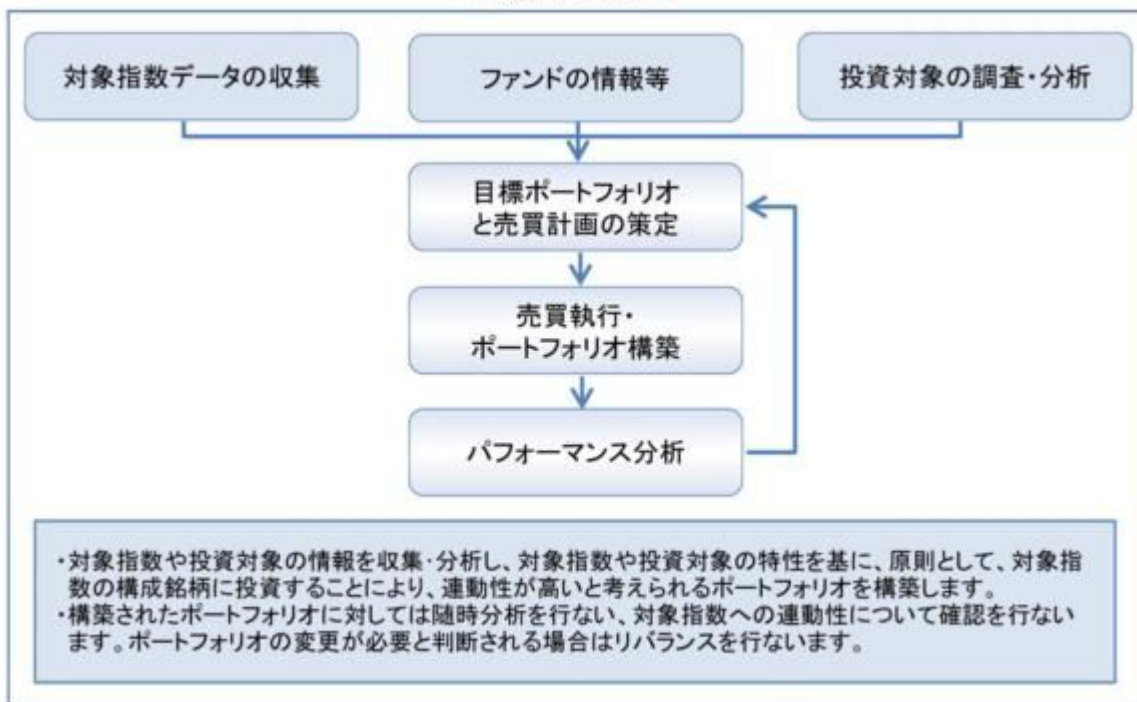 対象指数データの収集
ファンドの情報等
投資対象の調査・分析
目標ポートフォリオ
と売買計画の策定
売買執行・
ポートフォリオ構築
パフォーマンス分析
・対象指数や投資対象の情報を収集・分析し、対象指数や投資対象の特性を基に、原則として、対象指
数の構成銘柄に投資することにより、連動性が高いと考えられるポートフォリオを構築します。
・構築されたポートフォリオに対しては随時分析を行ない、対象指数への連動性について確認を行ない
ます。ポートフォリオの変更が必要と判断される場合はリバランスを行ないます。